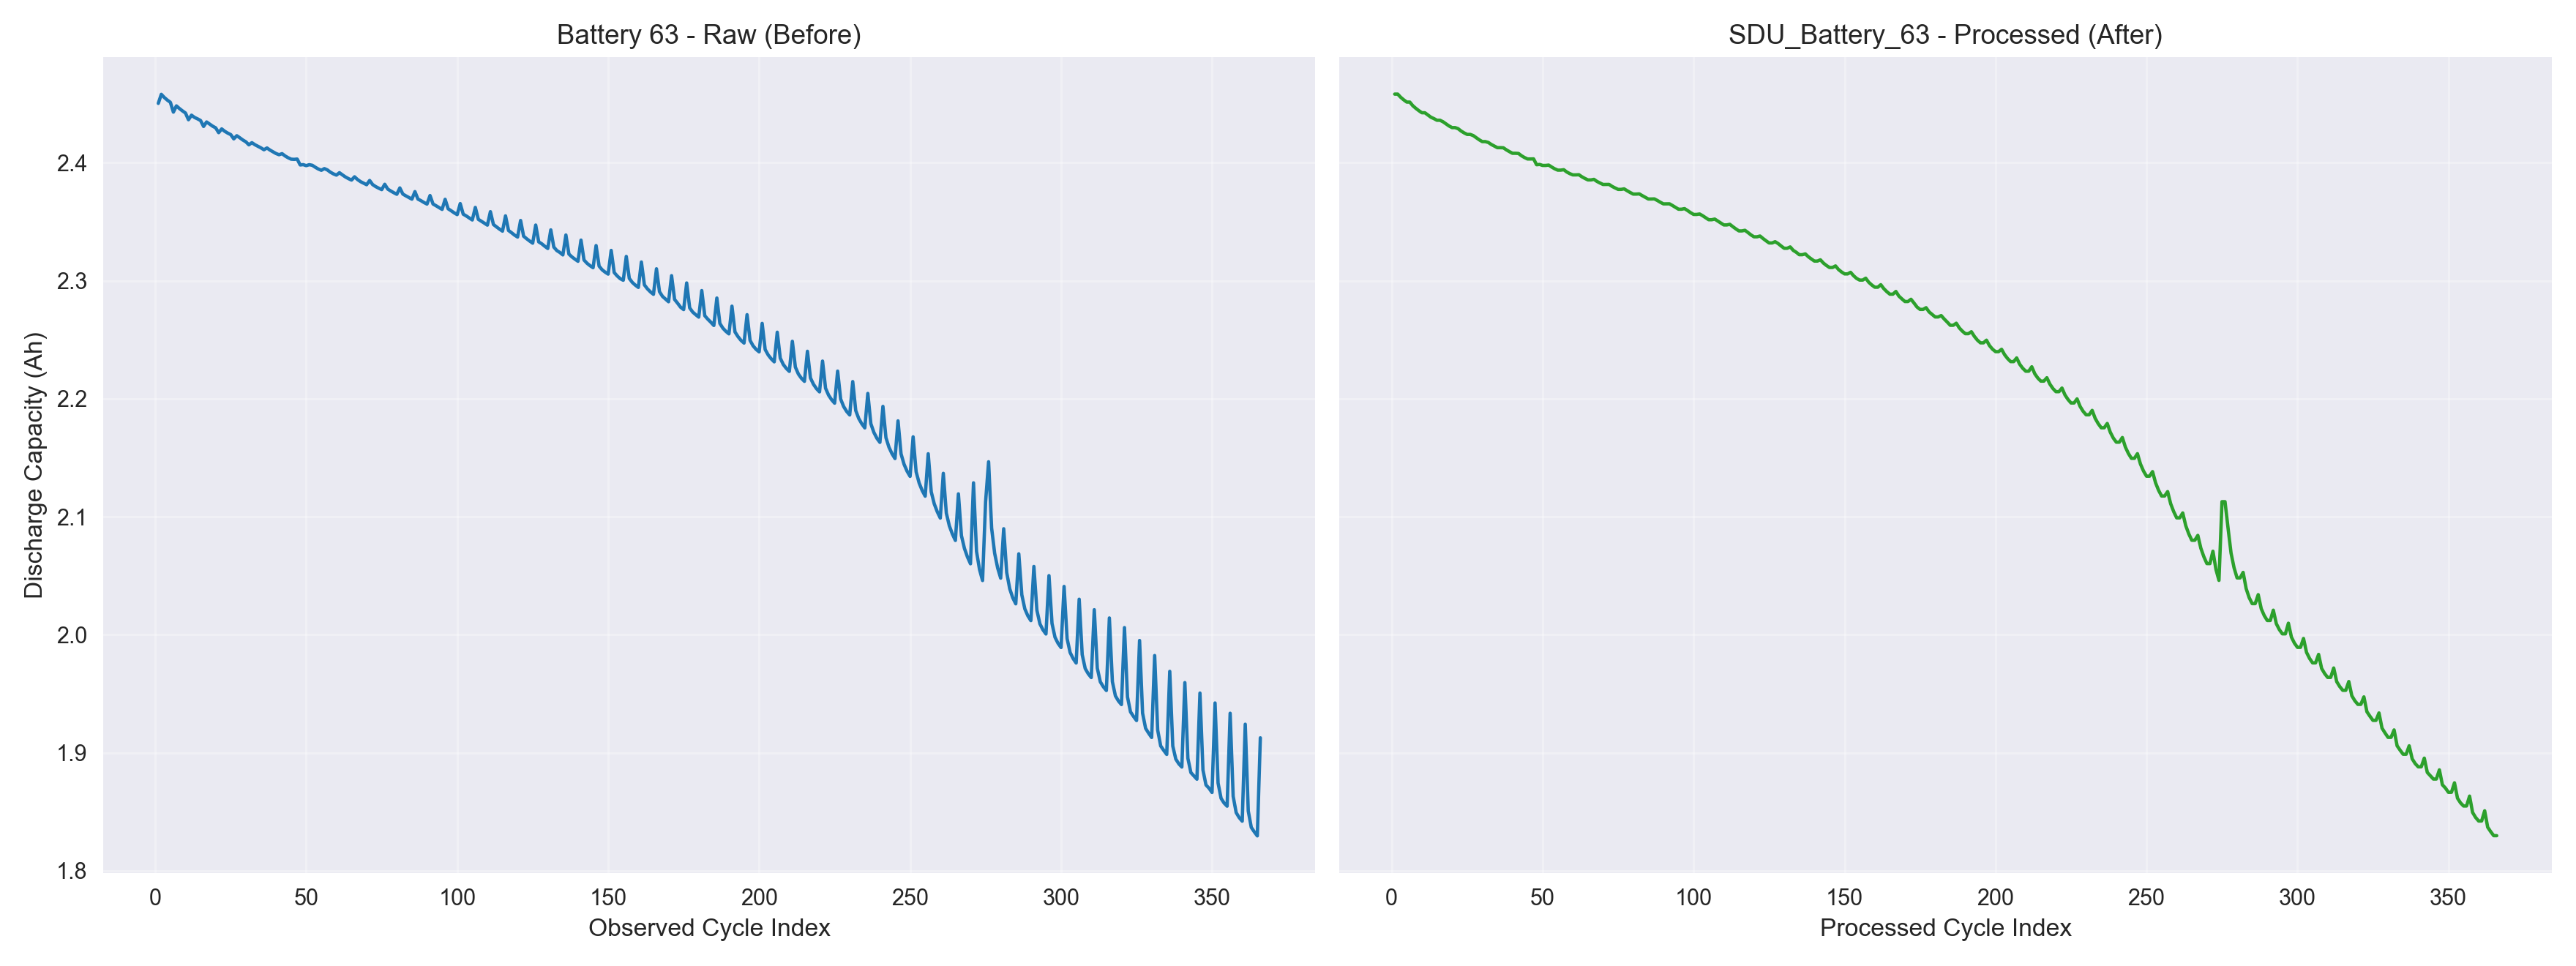 Battery 63 - Raw (Before)
SDU_Battery_63 - Processed (After)
Discharge Capacity (Ah)
2.4
2.3
2.2
2.1
2.0
1.9
1.8
0 50 100 150 200 250 300 350
0 50 100 150 200 250 300 350
Observed Cycle Index
Processed Cycle Index